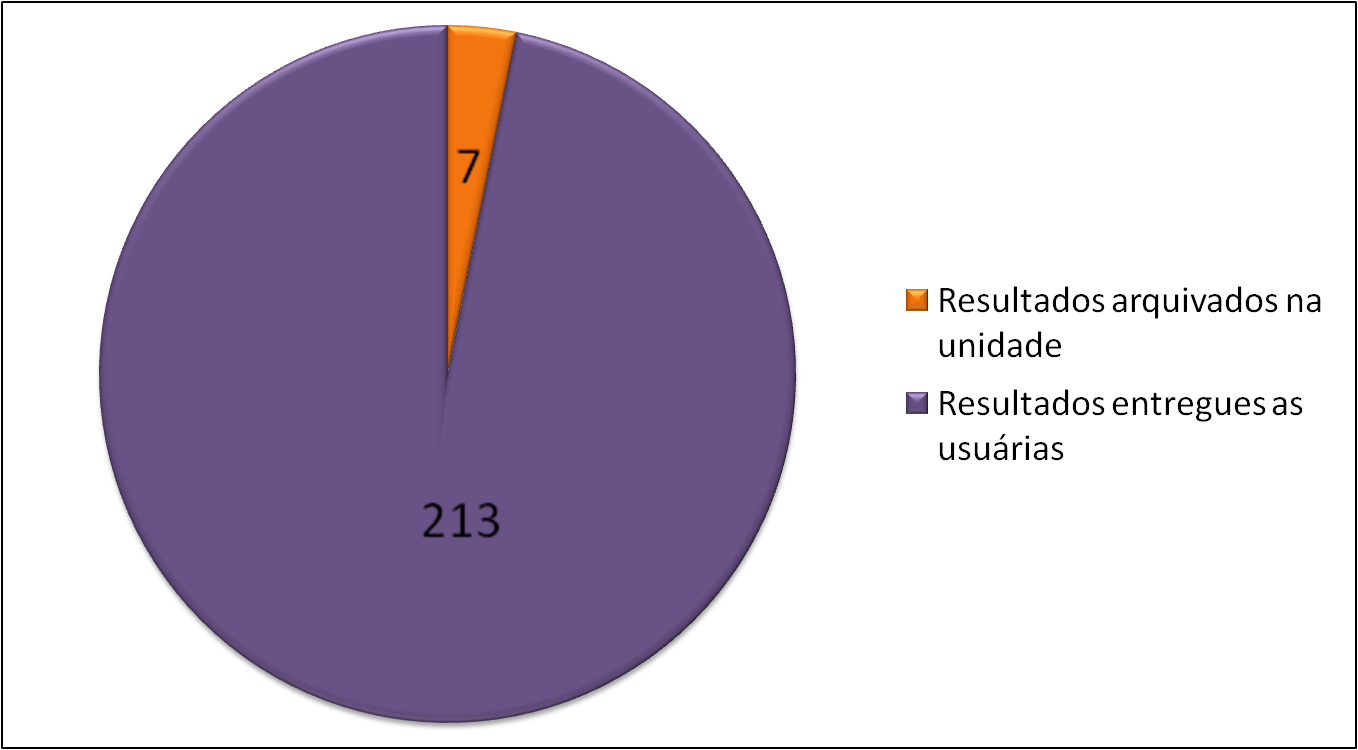 7
213
Resultados arquivados na
unidade
Resultados entregues as
usuárias